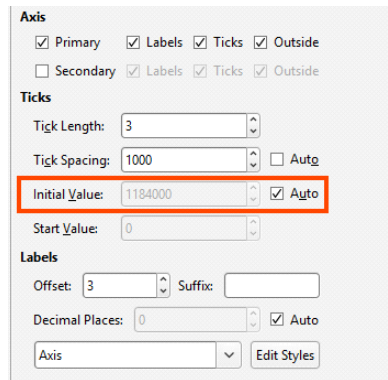 Axis
Primary Labels Ticks Outside
Secondary Labels Ticks Outside
Ticks
Tick Length: 3
Tick Spacing: 1000 Auto
Initial Value: 1184000 Auto
Start Value: 0
Labels
Offset: 3 Suffix:
Decimal Places: 0 Auto
Axis Edit Styles